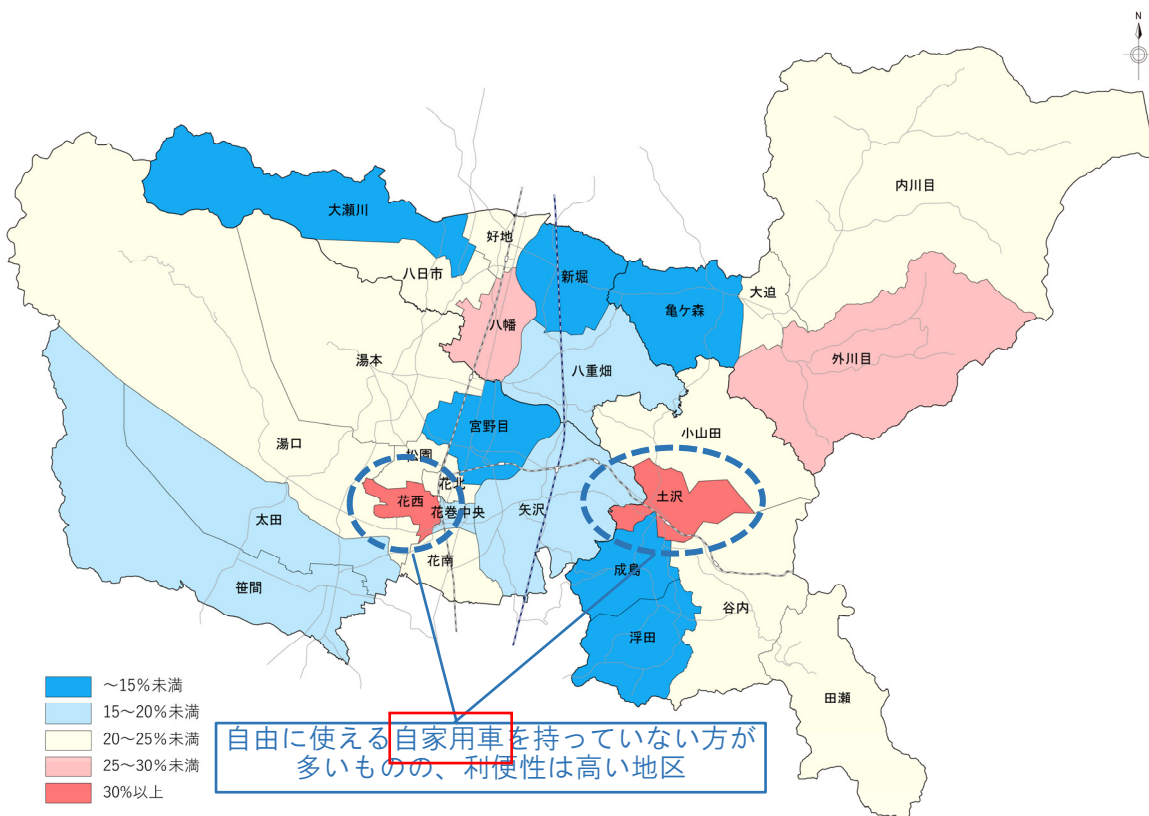 N
内川目
大瀬川
好地
八日市
新堀
亀ケ森
大迫
八幡
外川目
湯本
八重畑
宮野目
小山田
湯口
松園
花北
花西
土沢
太田
花巻中央
矢沢
花南
成島
笹間
谷内
浮田
田瀬
～15%未満
15～20%未満
20～25%未満
25～30%未満
30%以上
自由に使える自家用車を持っていない方が
多いものの、利便性は高い地区